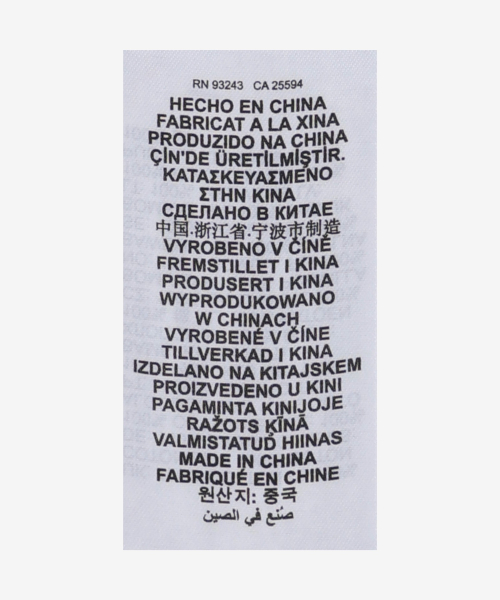 RN 93243 CA 25594
HECHO EN CHINA
FABRICAT A LA XINA
PRODUZIDO NA CHINA
ÇİN'DE ÜRETİLMİŞTİR.
ΚΑΤΑΣΚΕΥΑΣΜΕΝΟ
ΣΤΗΝ ΚΙΝΑ
СДЕЛАНО В КИТАЕ
中国.浙江省.宁波市制造
VYROBENO V ČÍNĚ
FREMSTILLET I KINA
PRODUSERT I KINA
WYPRODUKOWANO
W CHINACH
VYROBENÉ V ČÍNE
TILLVERKAD I KINA
IZDELANO NA KITAJSKEM
PROIZVEDENO U KINI
PAGAMINTA KINIJOJE
RAŽOTS ĶĪNĀ
VALMISTATUD HIINAS
MADE IN CHINA
FABRIQUÉ EN CHINE
원산지: 중국
صُنع في الصين